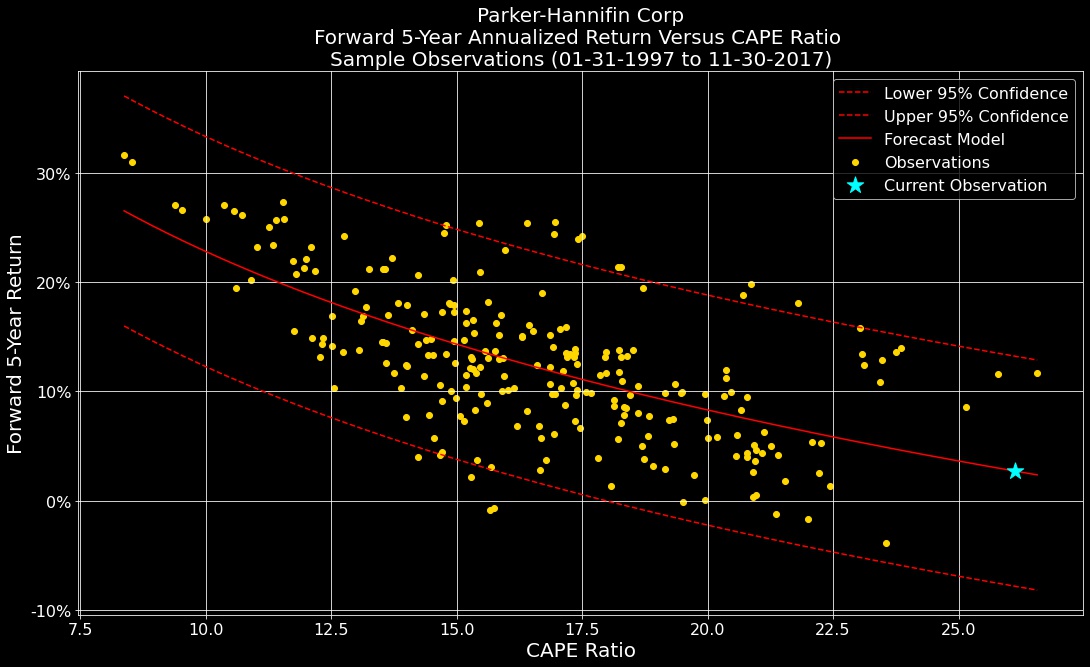 Parker-Hannifin Corp
Forward 5-Year Annualized Return Versus CAPE Ratio
Sample Observations (01-31-1997 to 11-30-2017)
Lower 95% Confidence
Upper 95% Confidence
Forecast Model
Observations
Current Observation
Forward 5-Year Return
30%
20%
10%
0%
-10%
7.5 10.0 12.5 15.0 17.5 20.0 22.5 25.0
CAPE Ratio